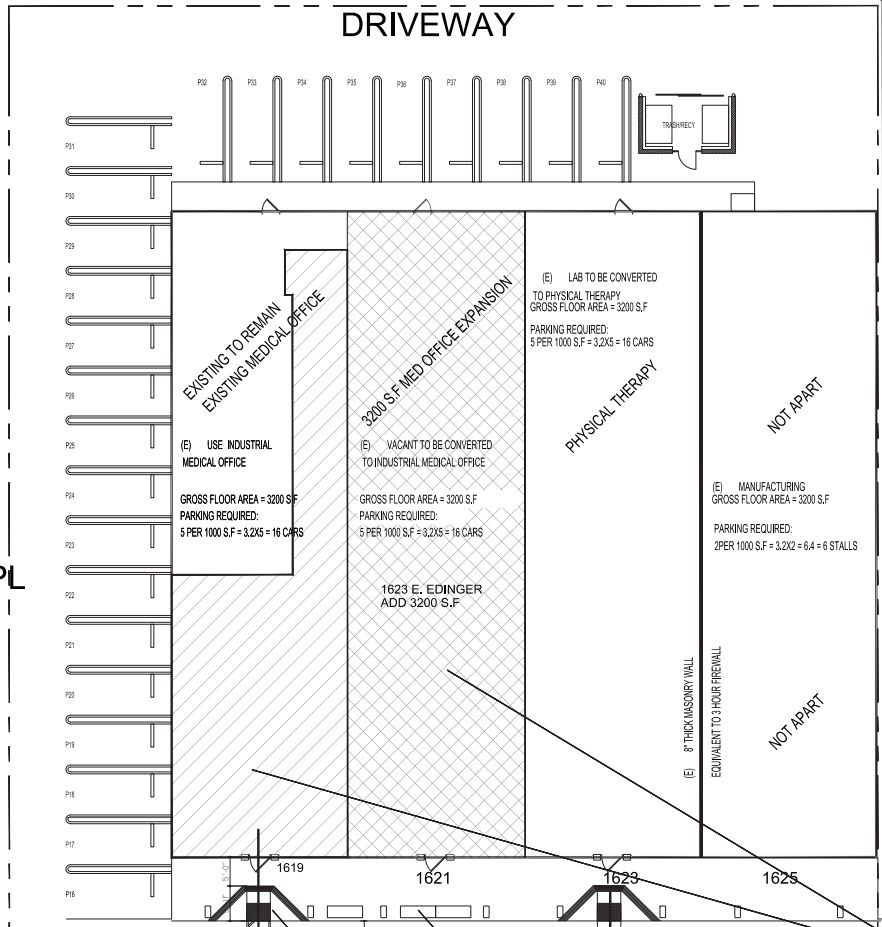 DRIVEWAY
P32
P33
P34
P35
P36
P37
P38
P39
P40
TRASH/RECY
P31
P30
P29
P28
P27
P26
P25
P24
P23
P22
P21
P20
P19
P18
P17
P16
PL
EXISTING TO REMAIN
EXISTING MEDICAL OFFICE
(E) USE INDUSTRIAL
MEDICAL OFFICE
GROSS FLOOR AREA = 3200 S.F
PARKING REQUIRED:
5 PER 1000 S.F = 3.2X5 = 16 CARS
3200 S.F MED OFFICE EXPANSION
(E) VACANT TO BE CONVERTED
TO INDUSTRIAL MEDICAL OFFICE
GROSS FLOOR AREA = 3200 S.F
PARKING REQUIRED:
5 PER 1000 S.F = 3.2X5 = 16 CARS
1623 E. EDINGER
ADD 3200 S.F
(E) LAB TO BE CONVERTED
TO PHYSICAL THERAPY
GROSS FLOOR AREA = 3200 S.F
PARKING REQUIRED:
5 PER 1000 S.F = 3.2X5 = 16 CARS
PHYSICAL THERAPY
NOT APART
(E) MANUFACTURING
GROSS FLOOR AREA = 3200 S.F
PARKING REQUIRED:
2PER 1000 S.F = 3.2X2 = 6.4 = 6 STALLS
(E) 8" THICK MASONRY WALL
EQUIVALENT TO 3 HOUR FIREWALL
NOT APART
1619
1621
1623
1625
5'-0"